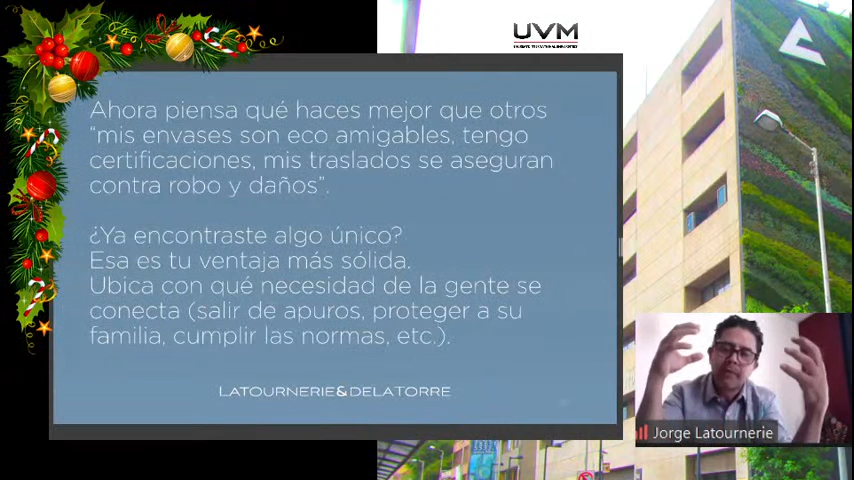 UVM
Ahora piensa qué haces mejor que otros
“mis envases son eco amigables, tengo
certificaciones, mis traslados se aseguran
contra robo y daños”.
¿Ya encontraste algo único?
Esa es tu ventaja más sólida.
Ubica con qué necesidad de la gente se
conecta (salir de apuros, proteger a su
familia, cumplir las normas, etc.).
LATOURNERIE&DELATORRE
Jorge Latournerie